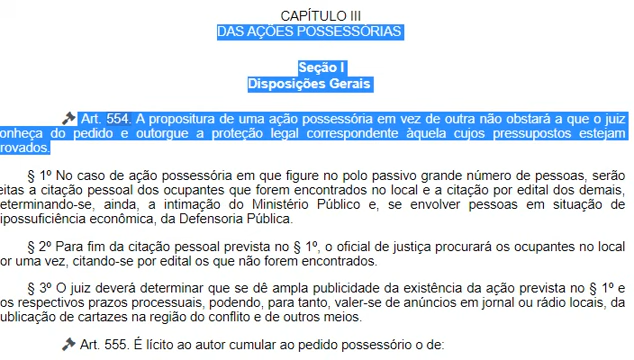 CAPÍTULO III
DAS AÇÕES POSSESSÓRIAS
Seção I
Disposições Gerais
Art. 554. A propositura de uma ação possessória em vez de outra não obstará a que o juiz
onheça do pedido e outorgue a proteção legal correspondente àquela cujos pressupostos estejam
rovados.
§ 1º No caso de ação possessória em que figure no polo passivo grande número de pessoas, serão
eitas a citação pessoal dos ocupantes que forem encontrados no local e a citação por edital dos demais,
eterminando-se, ainda, a intimação do Ministério Público e, se envolver pessoas em situação de
ipossuficiência econômica, da Defensoria Pública.
§ 2º Para fim da citação pessoal prevista no § 1º, o oficial de justiça procurará os ocupantes no local
or uma vez, citando-se por edital os que não forem encontrados.
§ 3º O juiz deverá determinar que se dê ampla publicidade da existência da ação prevista no § 1º e
os respectivos prazos processuais, podendo, para tanto, valer-se de anúncios em jornal ou rádio locais, da
ublicação de cartazes na região do conflito e de outros meios.
Art. 555. É lícito ao autor cumular ao pedido possessório o de: